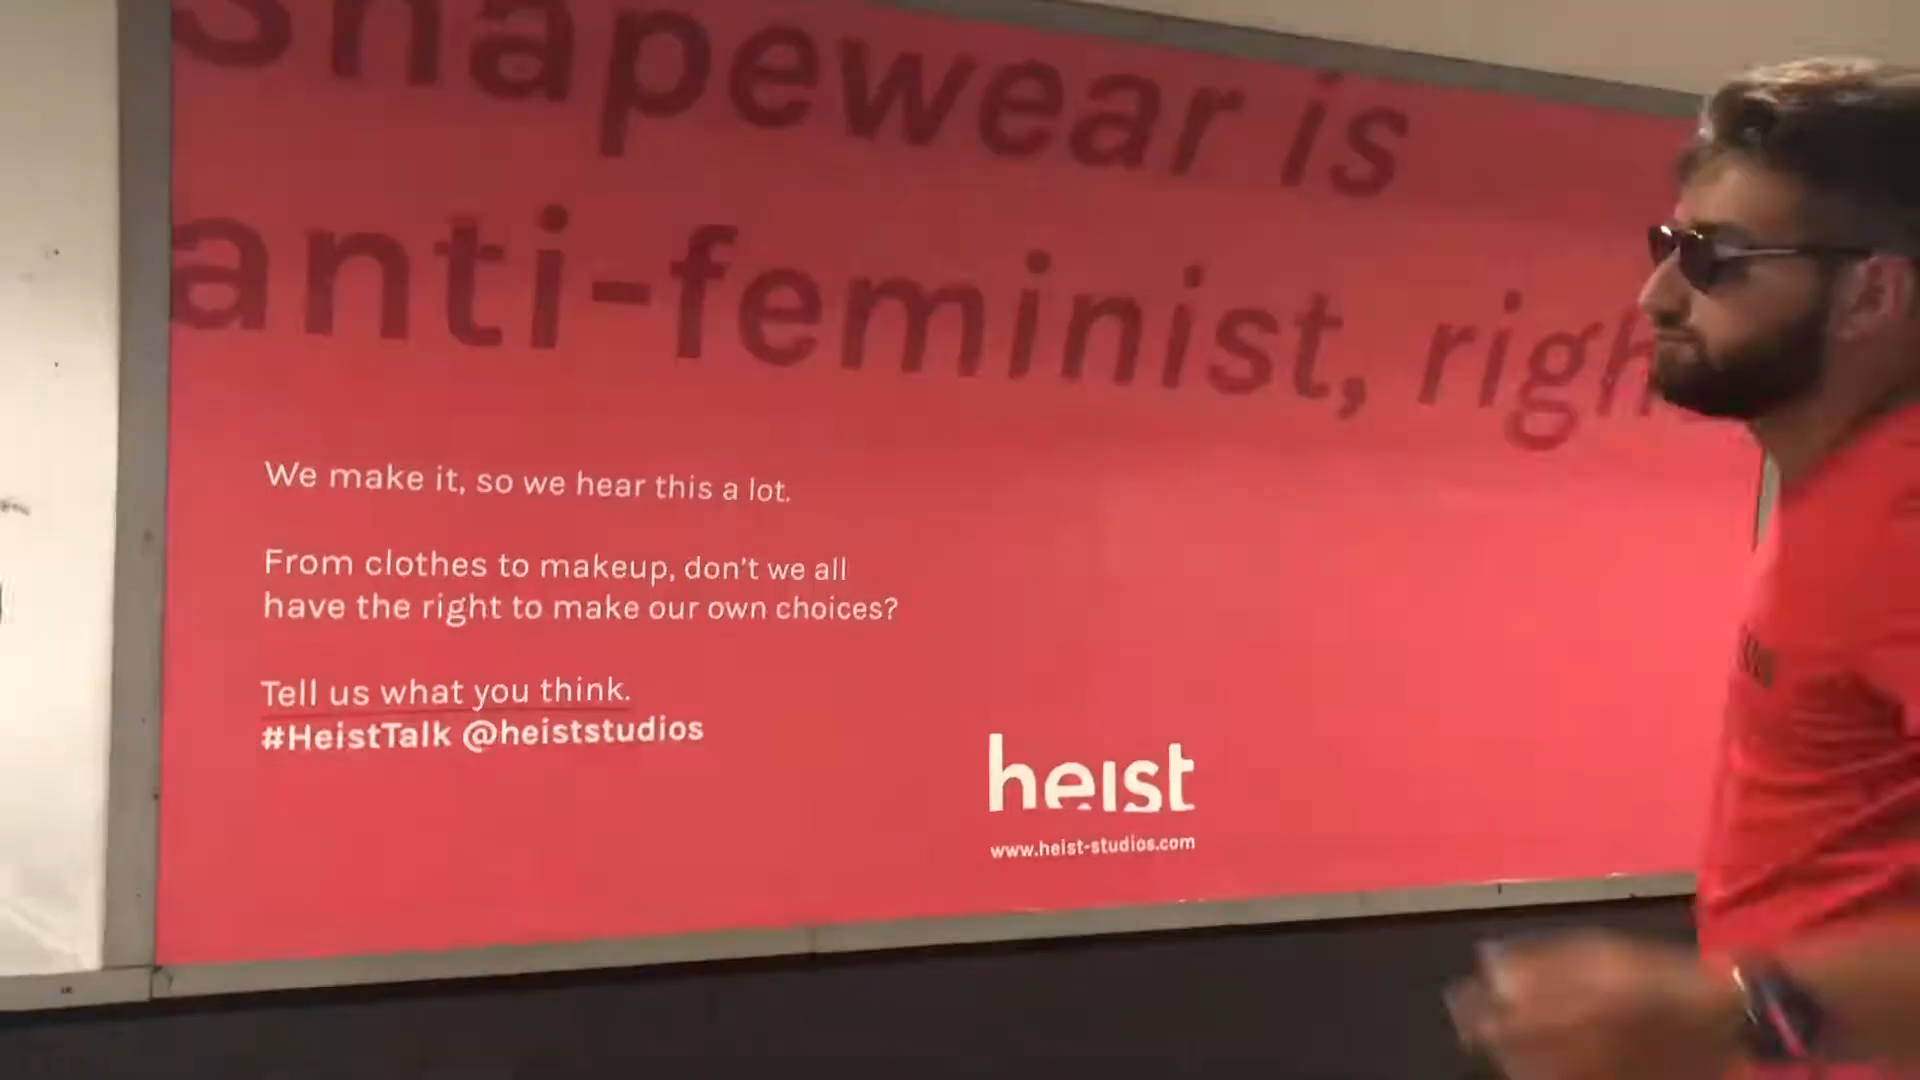 Shapewear is
anti-feminist, righ
We make it, so we hear this a lot.
From clothes to makeup, don't we all
have the right to make our own choices?
Tell us what you think.
#HeistTalk @heiststudios
heist
www.heist-studios.com